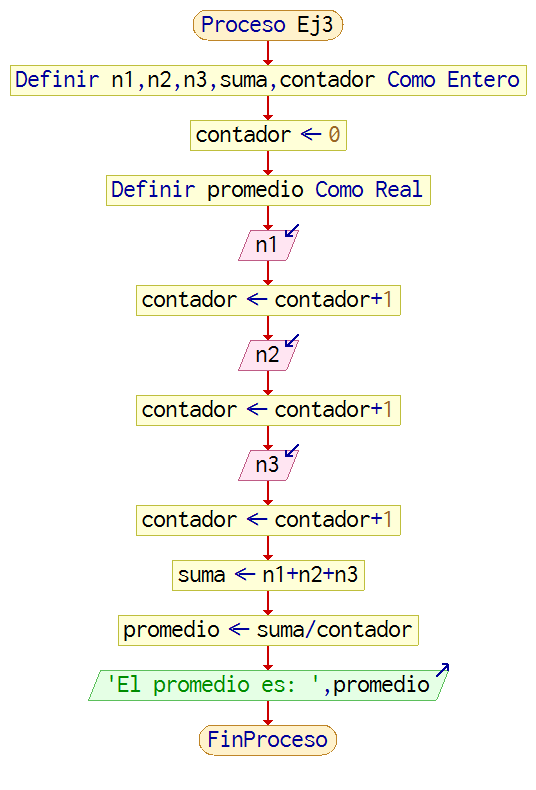 Proceso Ej3
Definir n1,n2,n3,suma,contador Como Entero
contador ← 0
Definir promedio Como Real
n1
contador ← contador+1
n2
contador ← contador+1
n3
contador ← contador+1
suma ← n1+n2+n3
promedio ← suma/contador
'El promedio es: ',promedio
FinProceso